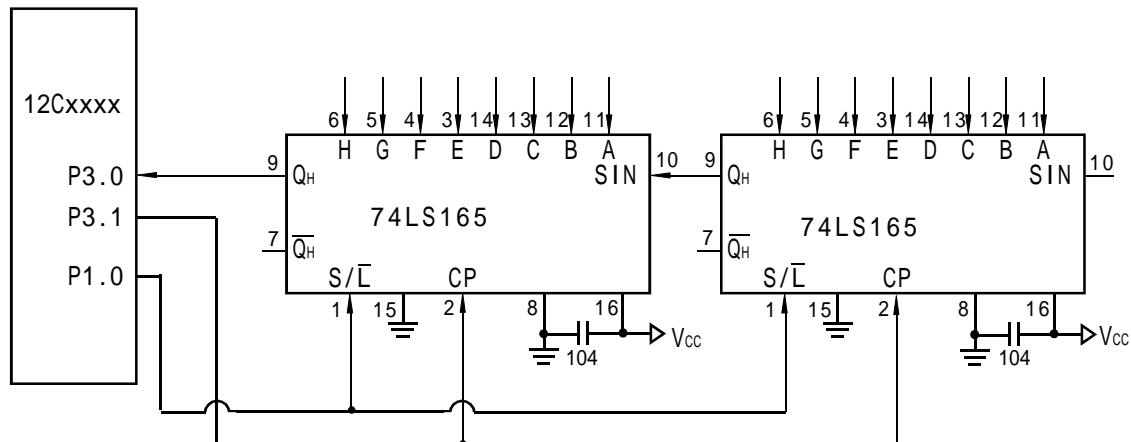 12Cxxxx
P3.0
P3.1
P1.0
6 5 4 3 14 13 12 11
H G F E D C B A
9 QH SIN 10
74LS165
7 Q̅H
S/L̅ CP
1 15 2 8 16
104 VCC
6 5 4 3 14 13 12 11
H G F E D C B A
9 QH SIN 10
74LS165
7 Q̅H
S/L̅ CP
1 15 2 8 16
104 VCC